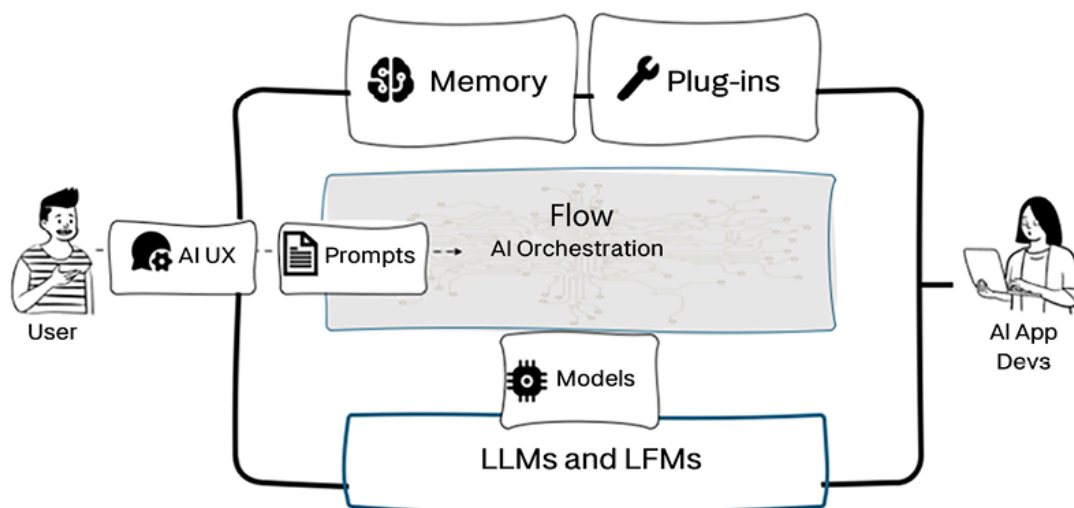 Memory
Plug-ins
Flow
AI Orchestration
AI UX
Prompts
User
AI App
Devs
Models
LLMs and LFMs